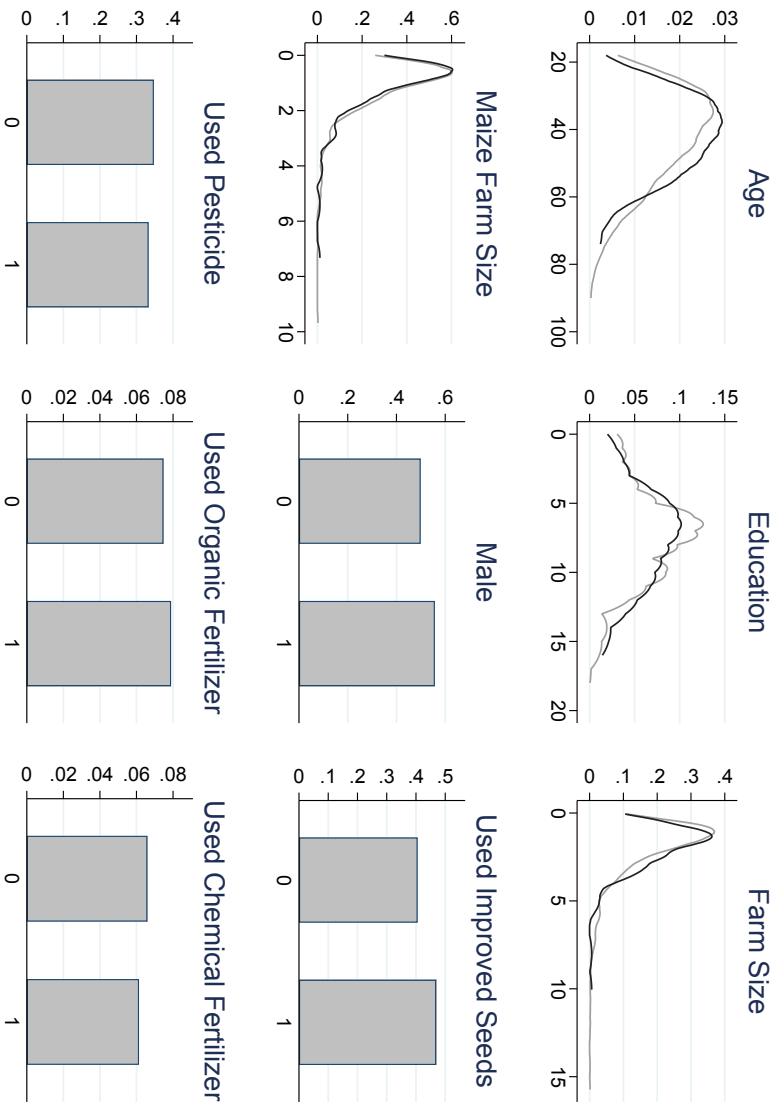 Age
0 .01 .02 .03
20 40 60 80 100
Education
0 .05 .1 .15
0 5 10 15 20
Farm Size
0 .1 .2 .3 .4
0 5 10 15
Maize Farm Size
0 .2 .4 .6
0 2 4 6 8 10
Male
0 .2 .4 .6
0 1
Used Improved Seeds
0 .1 .2 .3 .4 .5
0 1
Used Pesticide
0 .1 .2 .3 .4
0 1
Used Organic Fertilizer
0 .02 .04 .06 .08
0 1
Used Chemical Fertilizer
0 .02 .04 .06 .08
0 1